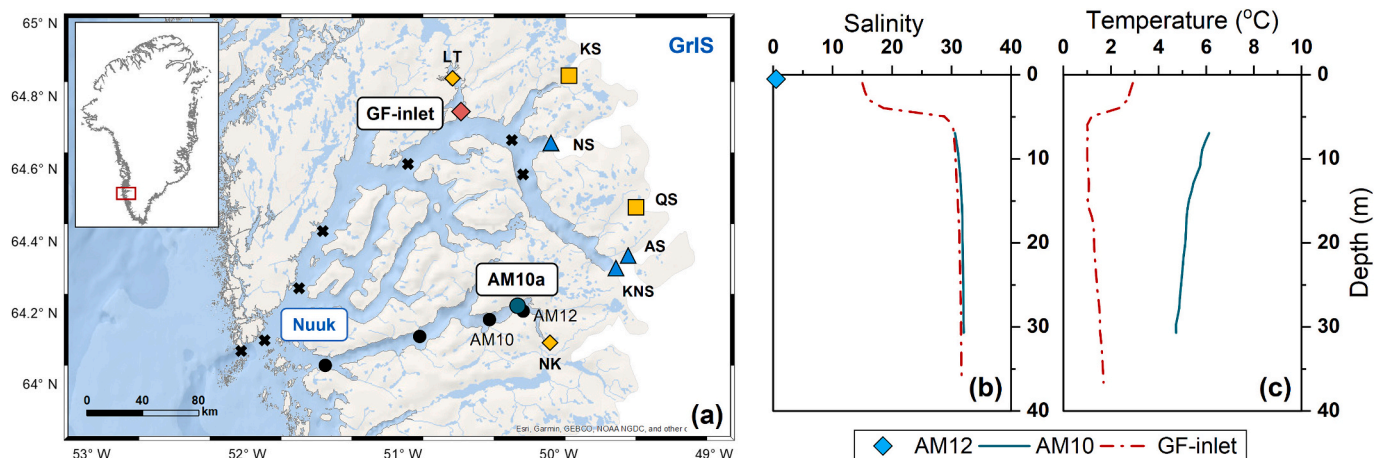 65° N
64.8° N
64.6° N
64.4° N
64.2° N
64° N
GrIS
KS
LT
GF-inlet
NS
QS
AS
AM10a
KNS
Nuuk
AM12
AM10
NK
0 40 80
km
(a)
Esri, Garmin, GEBCO, NOAA NGDC, and other c
53° W 52° W 51° W 50° W 49° W
Salinity
0 10 20 30 40
(b)
Temperature (°C)
0 2 4 6 8 10
0
10
20
30
40
Depth (m)
(c)
40
AM12 AM10 GF-inlet